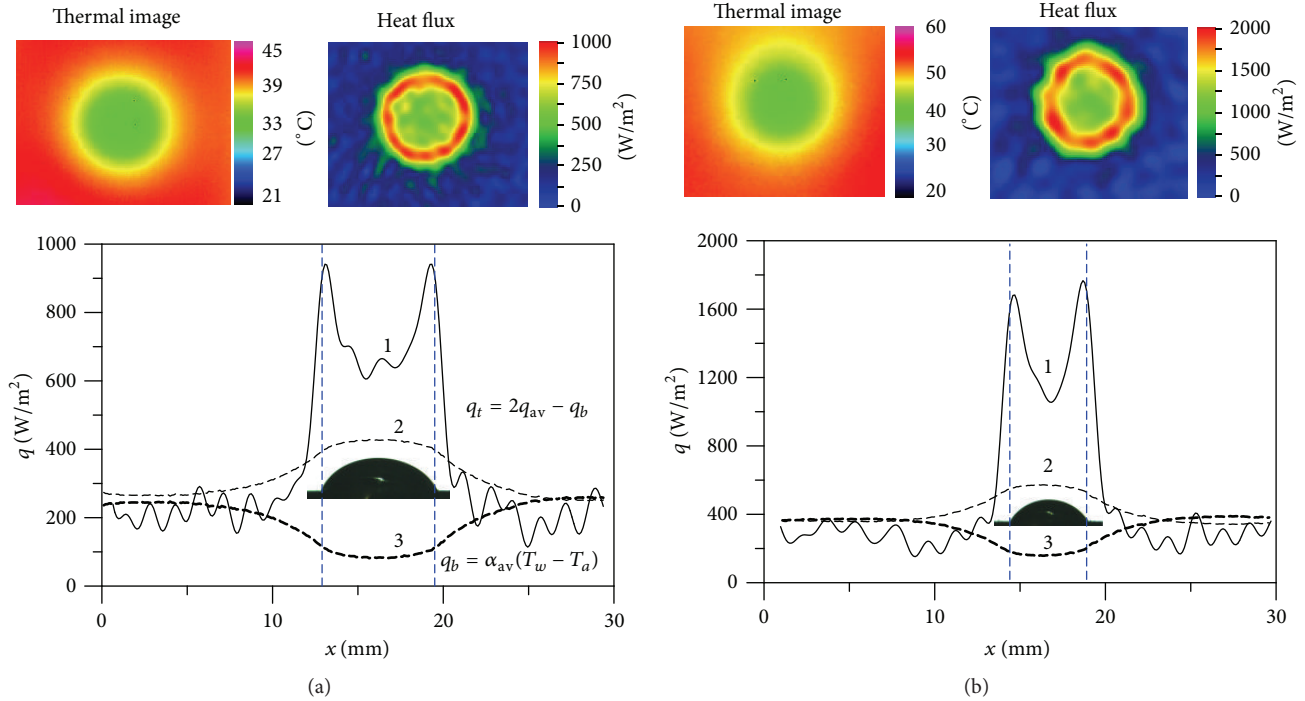 Thermal image
Heat flux
45
39
33
27
21
(°C)
1000
750
500
250
0
(W/m²)
Thermal image
Heat flux
60
50
40
30
20
(°C)
2000
1500
1000
500
0
(W/m²)
1000
800
600
400
200
0
q (W/m²)
1
2
3
q_t = 2q_av − q_b
q_b = α_av(T_w − T_a)
0
10
20
30
x (mm)
(a)
2000
1600
1200
800
400
0
q (W/m²)
1
2
3
0
10
20
30
x (mm)
(b)